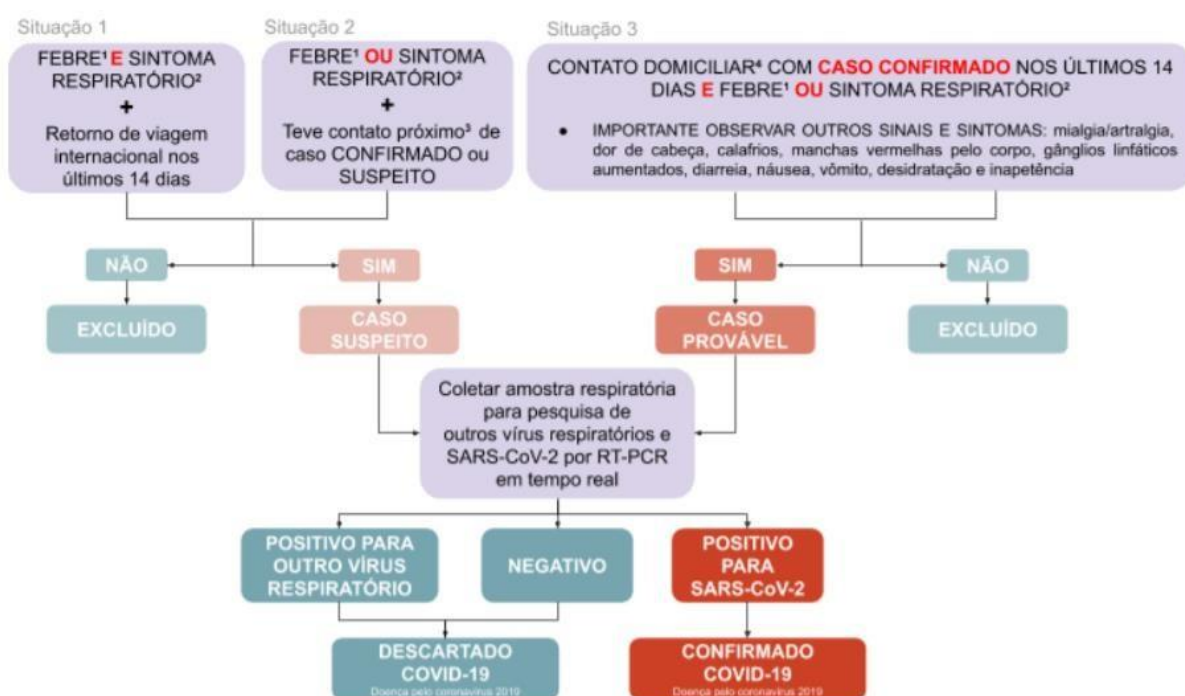 Situação 1
FEBRE¹ E SINTOMA
RESPIRATÓRIO²
+
Retorno de viagem
internacional nos
últimos 14 dias
Situação 2
FEBRE¹ OU SINTOMA
RESPIRATÓRIO²
+
Teve contato próximo³ de
caso CONFIRMADO ou
SUSPEITO
Situação 3
CONTATO DOMICILIAR⁴ COM CASO CONFIRMADO NOS ÚLTIMOS 14
DIAS E FEBRE¹ OU SINTOMA RESPIRATÓRIO²
● IMPORTANTE OBSERVAR OUTROS SINAIS E SINTOMAS: mialgia/artralgia,
dor de cabeça, calafrios, manchas vermelhas pelo corpo, gânglios linfáticos
aumentados, diarreia, náusea, vômito, desidratação e inapetência
NÃO
SIM
SIM
NÃO
EXCLUÍDO
CASO
SUSPEITO
CASO
PROVÁVEL
EXCLUÍDO
Coletar amostra respiratória
para pesquisa de
outros vírus respiratórios e
SARS-CoV-2 por RT-PCR
em tempo real
POSITIVO PARA
OUTRO VÍRUS
RESPIRATÓRIO
NEGATIVO
POSITIVO
PARA
SARS-CoV-2
DESCARTADO
COVID-19
Doença pelo coronavírus 2019
CONFIRMADO
COVID-19
Doença pelo coronavírus 2019